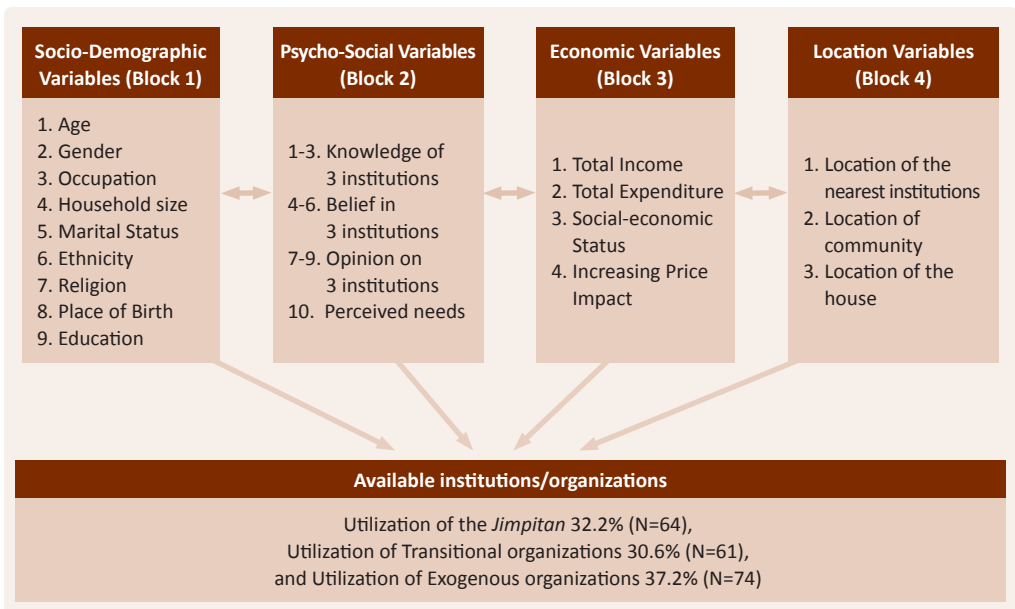 Socio-Demographic
Variables (Block 1)
1. Age
2. Gender
3. Occupation
4. Household size
5. Marital Status
6. Ethnicity
7. Religion
8. Place of Birth
9. Education
Psycho-Social Variables
(Block 2)
1-3. Knowledge of
3 institutions
4-6. Belief in
3 institutions
7-9. Opinion on
3 institutions
10. Perceived needs
Economic Variables
(Block 3)
1. Total Income
2. Total Expenditure
3. Social-economic
Status
4. Increasing Price
Impact
Location Variables
(Block 4)
1. Location of the
nearest institutions
2. Location of
community
3. Location of the
house
Available institutions/organizations
Utilization of the Jimpitan 32.2% (N=64),
Utilization of Transitional organizations 30.6% (N=61),
and Utilization of Exogenous organizations 37.2% (N=74)